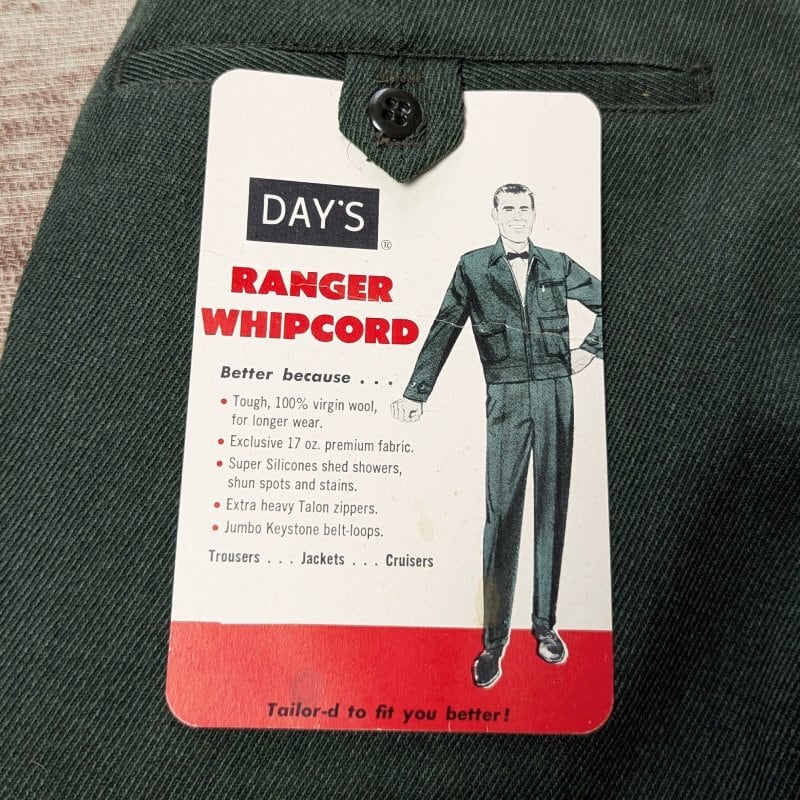 DAY'S ®
RANGER
WHIPCORD
Better because . . .
• Tough, 100% virgin wool,
for longer wear.
• Exclusive 17 oz. premium fabric.
• Super Silicones shed showers,
shun spots and stains.
• Extra heavy Talon zippers.
• Jumbo Keystone belt-loops.
Trousers . . . Jackets . . . Cruisers
Tailor-d to fit you better!